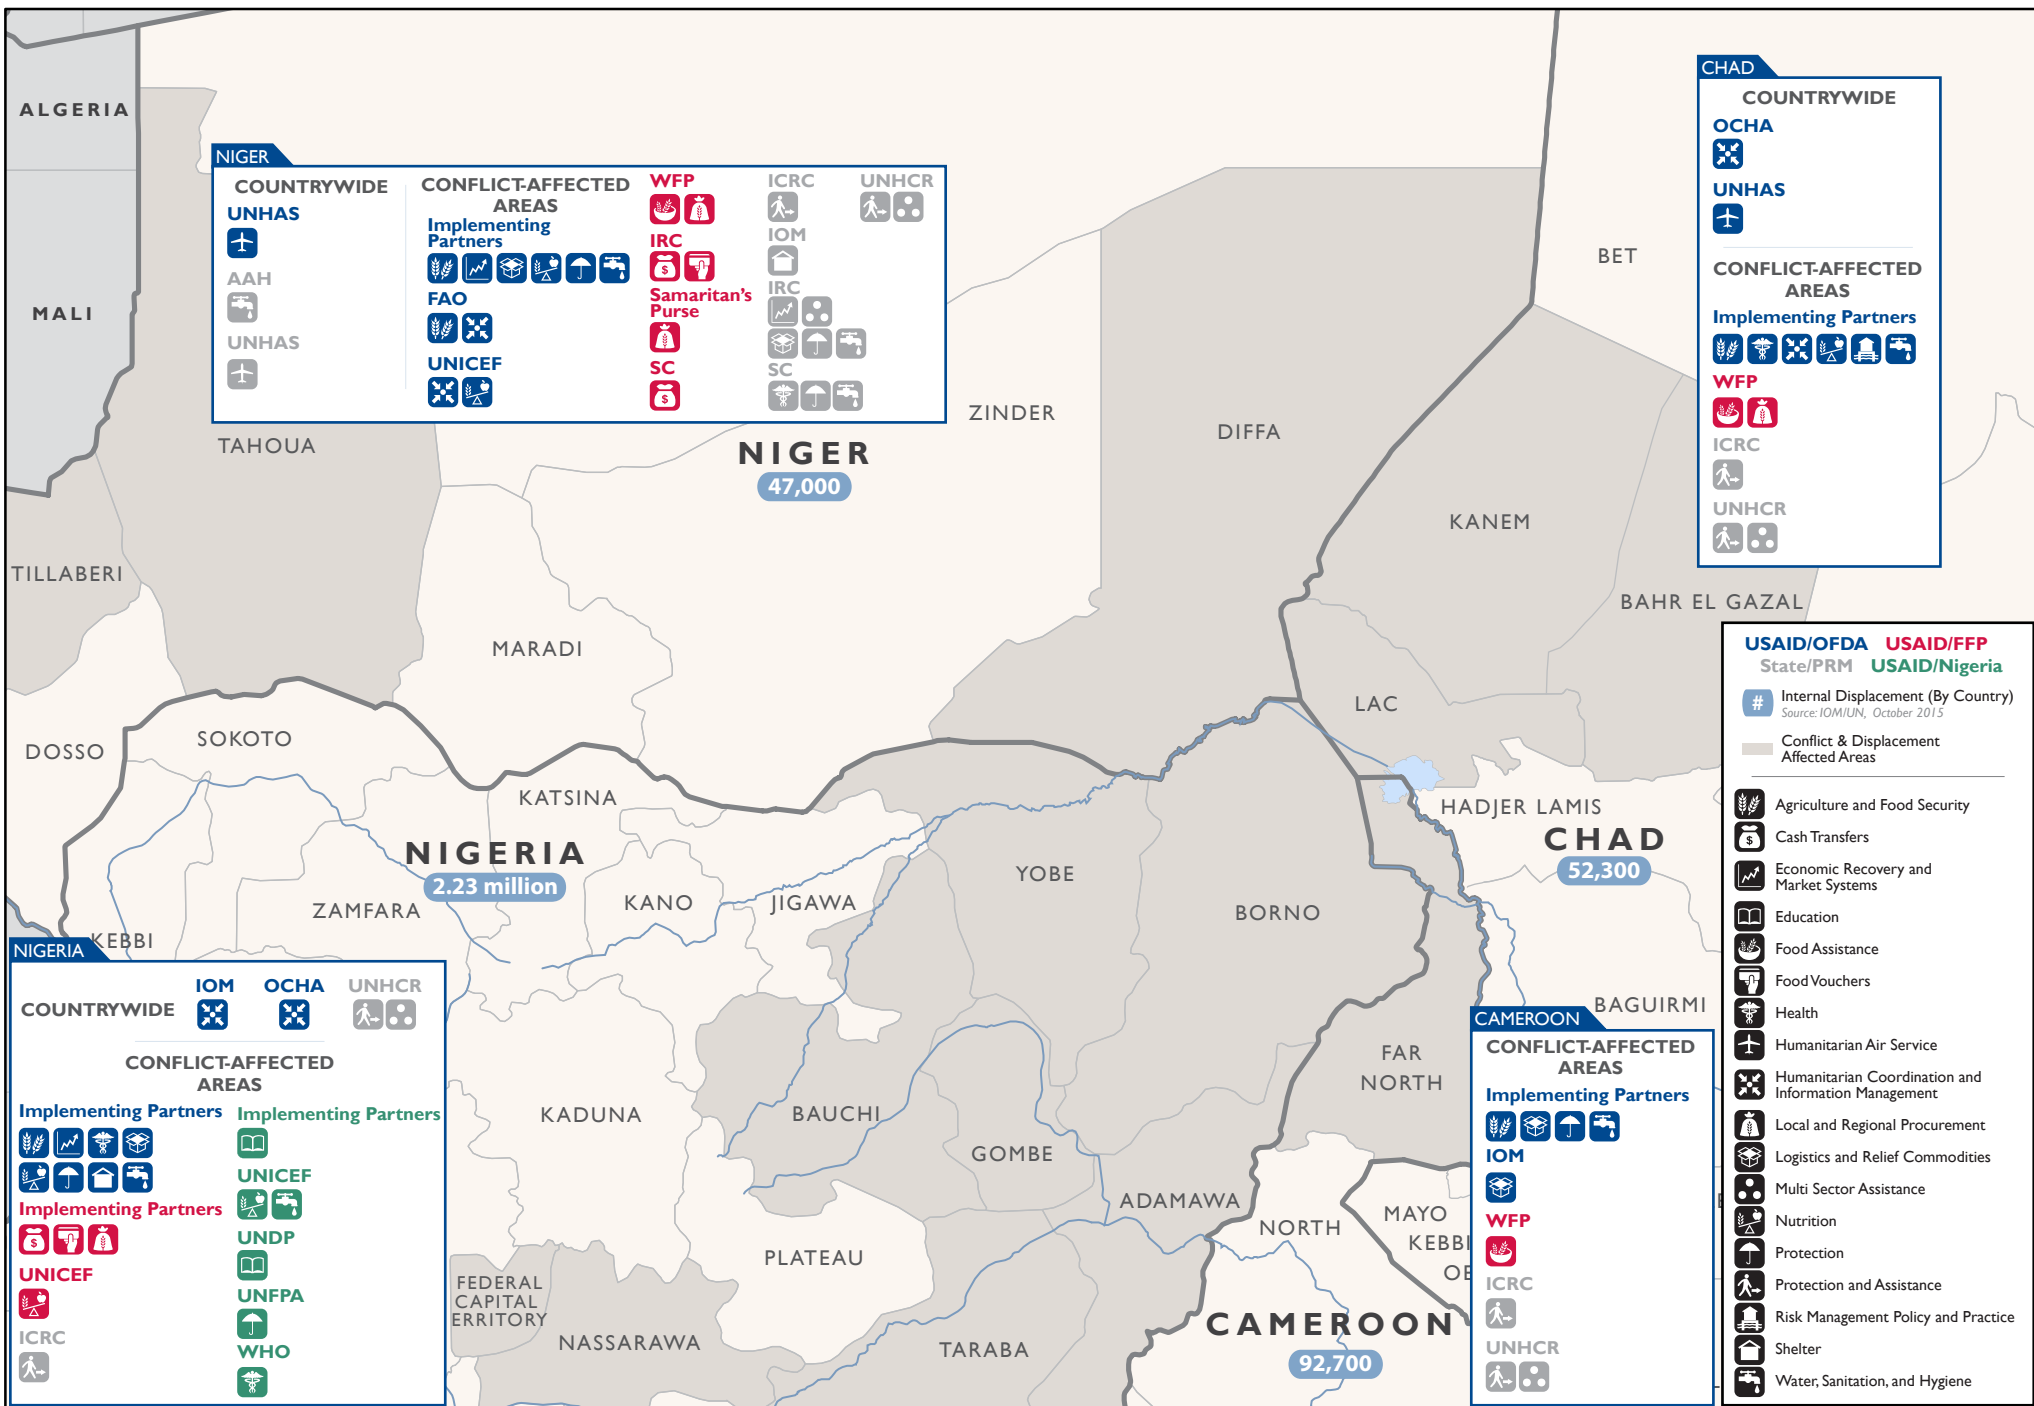 ALGERIA
MALI
NIGER
COUNTRYWIDE
UNHAS
AAH
UNHAS
CONFLICT-AFFECTED
AREAS
Implementing
Partners
FAO
UNICEF
WFP
IRC
Samaritan's
Purse
SC
ICRC
IOM
IRC
SC
UNHCR
CHAD
COUNTRYWIDE
OCHA
UNHAS
CONFLICT-AFFECTED
AREAS
Implementing Partners
WFP
ICRC
UNHCR
BET
ZINDER
DIFFA
TAHOUA
NIGER
47,000
KANEM
TILLABERI
BAHR EL GAZAL
MARADI
LAC
DOSSO
SOKOTO
KATSINA
HADJER LAMIS
NIGERIA
2.23 million
CHAD
52,300
YOBE
ZAMFARA
KANO
JIGAWA
BORNO
KEBBI
BAGUIRMI
FAR
NORTH
KADUNA
BAUCHI
GOMBE
ADAMAWA
NORTH
MAYO
KEBBI
OE
PLATEAU
FEDERAL
CAPITAL
ERRITORY
NASSARAWA
TARABA
CAMEROON
92,700
NIGERIA
COUNTRYWIDE
IOM
OCHA
UNHCR
CONFLICT-AFFECTED
AREAS
Implementing Partners
Implementing Partners
UNICEF
ICRC
Implementing Partners
UNICEF
UNDP
UNFPA
WHO
CAMEROON
CONFLICT-AFFECTED
AREAS
Implementing Partners
IOM
WFP
ICRC
UNHCR
USAID/OFDA USAID/FFP
State/PRM USAID/Nigeria
# Internal Displacement (By Country)
Source: IOM/UN, October 2015
Conflict & Displacement
Affected Areas
Agriculture and Food Security
$ Cash Transfers
Economic Recovery and
Market Systems
Education
Food Assistance
Food Vouchers
Health
Humanitarian Air Service
Humanitarian Coordination and
Information Management
Local and Regional Procurement
Logistics and Relief Commodities
Multi Sector Assistance
Nutrition
Protection
Protection and Assistance
Risk Management Policy and Practice
Shelter
Water, Sanitation, and Hygiene